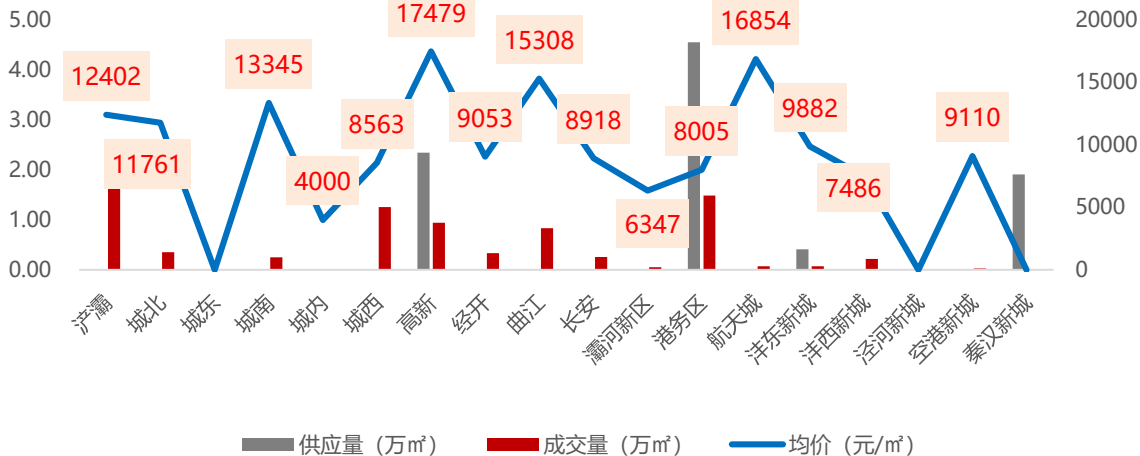 5.00
4.00
3.00
2.00
1.00
0.00
20000
15000
10000
5000
0
12402
11761
13345
4000
8563
17479
9053
15308
8918
6347
8005
16854
9882
7486
9110
浐灞
城北
城东
城南
城内
城西
高新
经开
曲江
长安
灞河新区
港务区
航天城
沣东新城
沣西新城
泾河新城
空港新城
秦汉新城
供应量（万㎡） 成交量（万㎡） 均价（元/㎡）